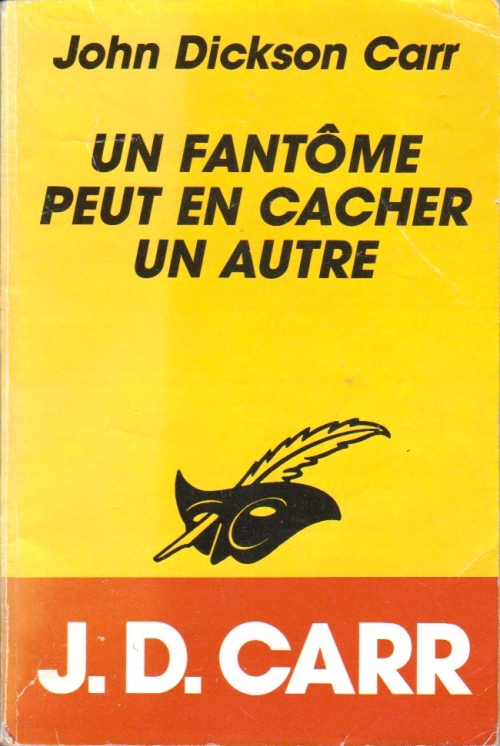 John Dickson Carr
UN FANTÔME
PEUT EN CACHER
UN AUTRE
J. D. CARR